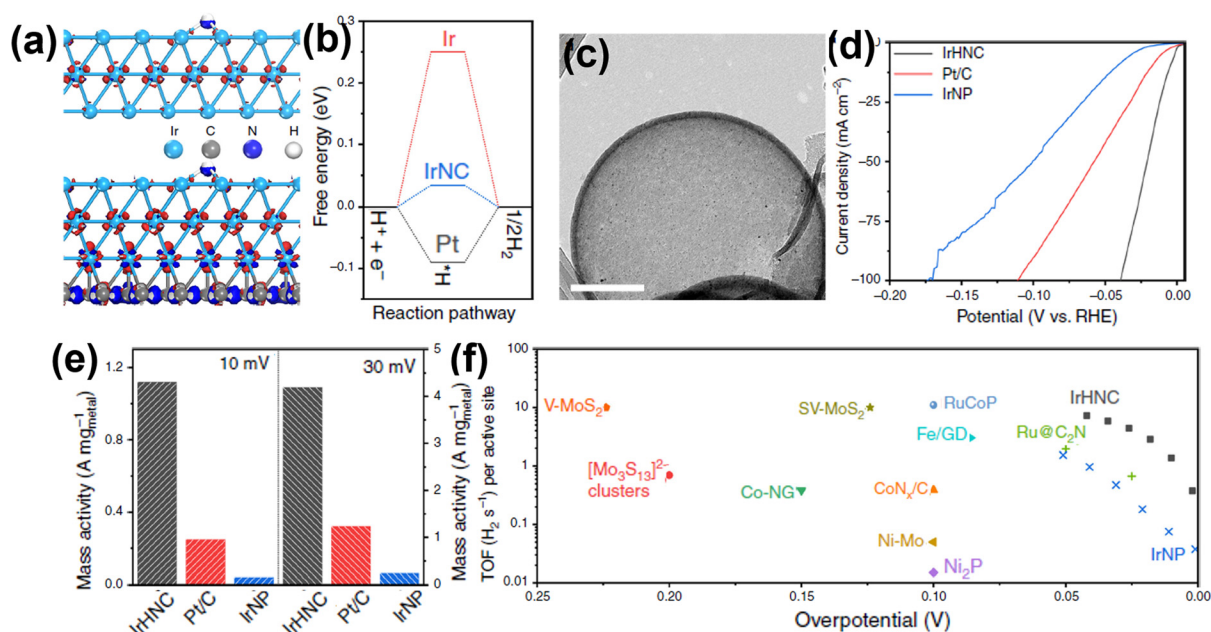 (a)
Ir C N H
(b)
0.3
0.2
0.1
0.0
−0.1
Free energy (eV)
Ir
IrNC
Pt
H⁺ + e⁻
H*
1/2H₂
Reaction pathway
(c)
(d)
IrHNC
Pt/C
IrNP
−25
−50
−75
−100
Current density (mA cm⁻²)
−0.20 −0.15 −0.10 −0.05 0.00
Potential (V vs. RHE)
(e)
10 mV
30 mV
1.2
0.9
0.6
0.3
0.0
Mass activity (A mg⁻¹metal)
5
4
3
2
1
0
Mass activity (A mg⁻¹metal)
IrHNC Pt/C IrNP IrHNC Pt/C IrNP
(f)
100
10
1
0.1
0.01
TOF (H₂ s⁻¹) per active site
V-MoS₂
SV-MoS₂
RuCoP
IrHNC
Fe/GD
Ru@C₂N
[Mo₃S₁₃]²⁻
clusters
Co-NG
CoNₓ/C
Ni-Mo
IrNP
Ni₂P
0.25 0.20 0.15 0.10 0.05 0.00
Overpotential (V)